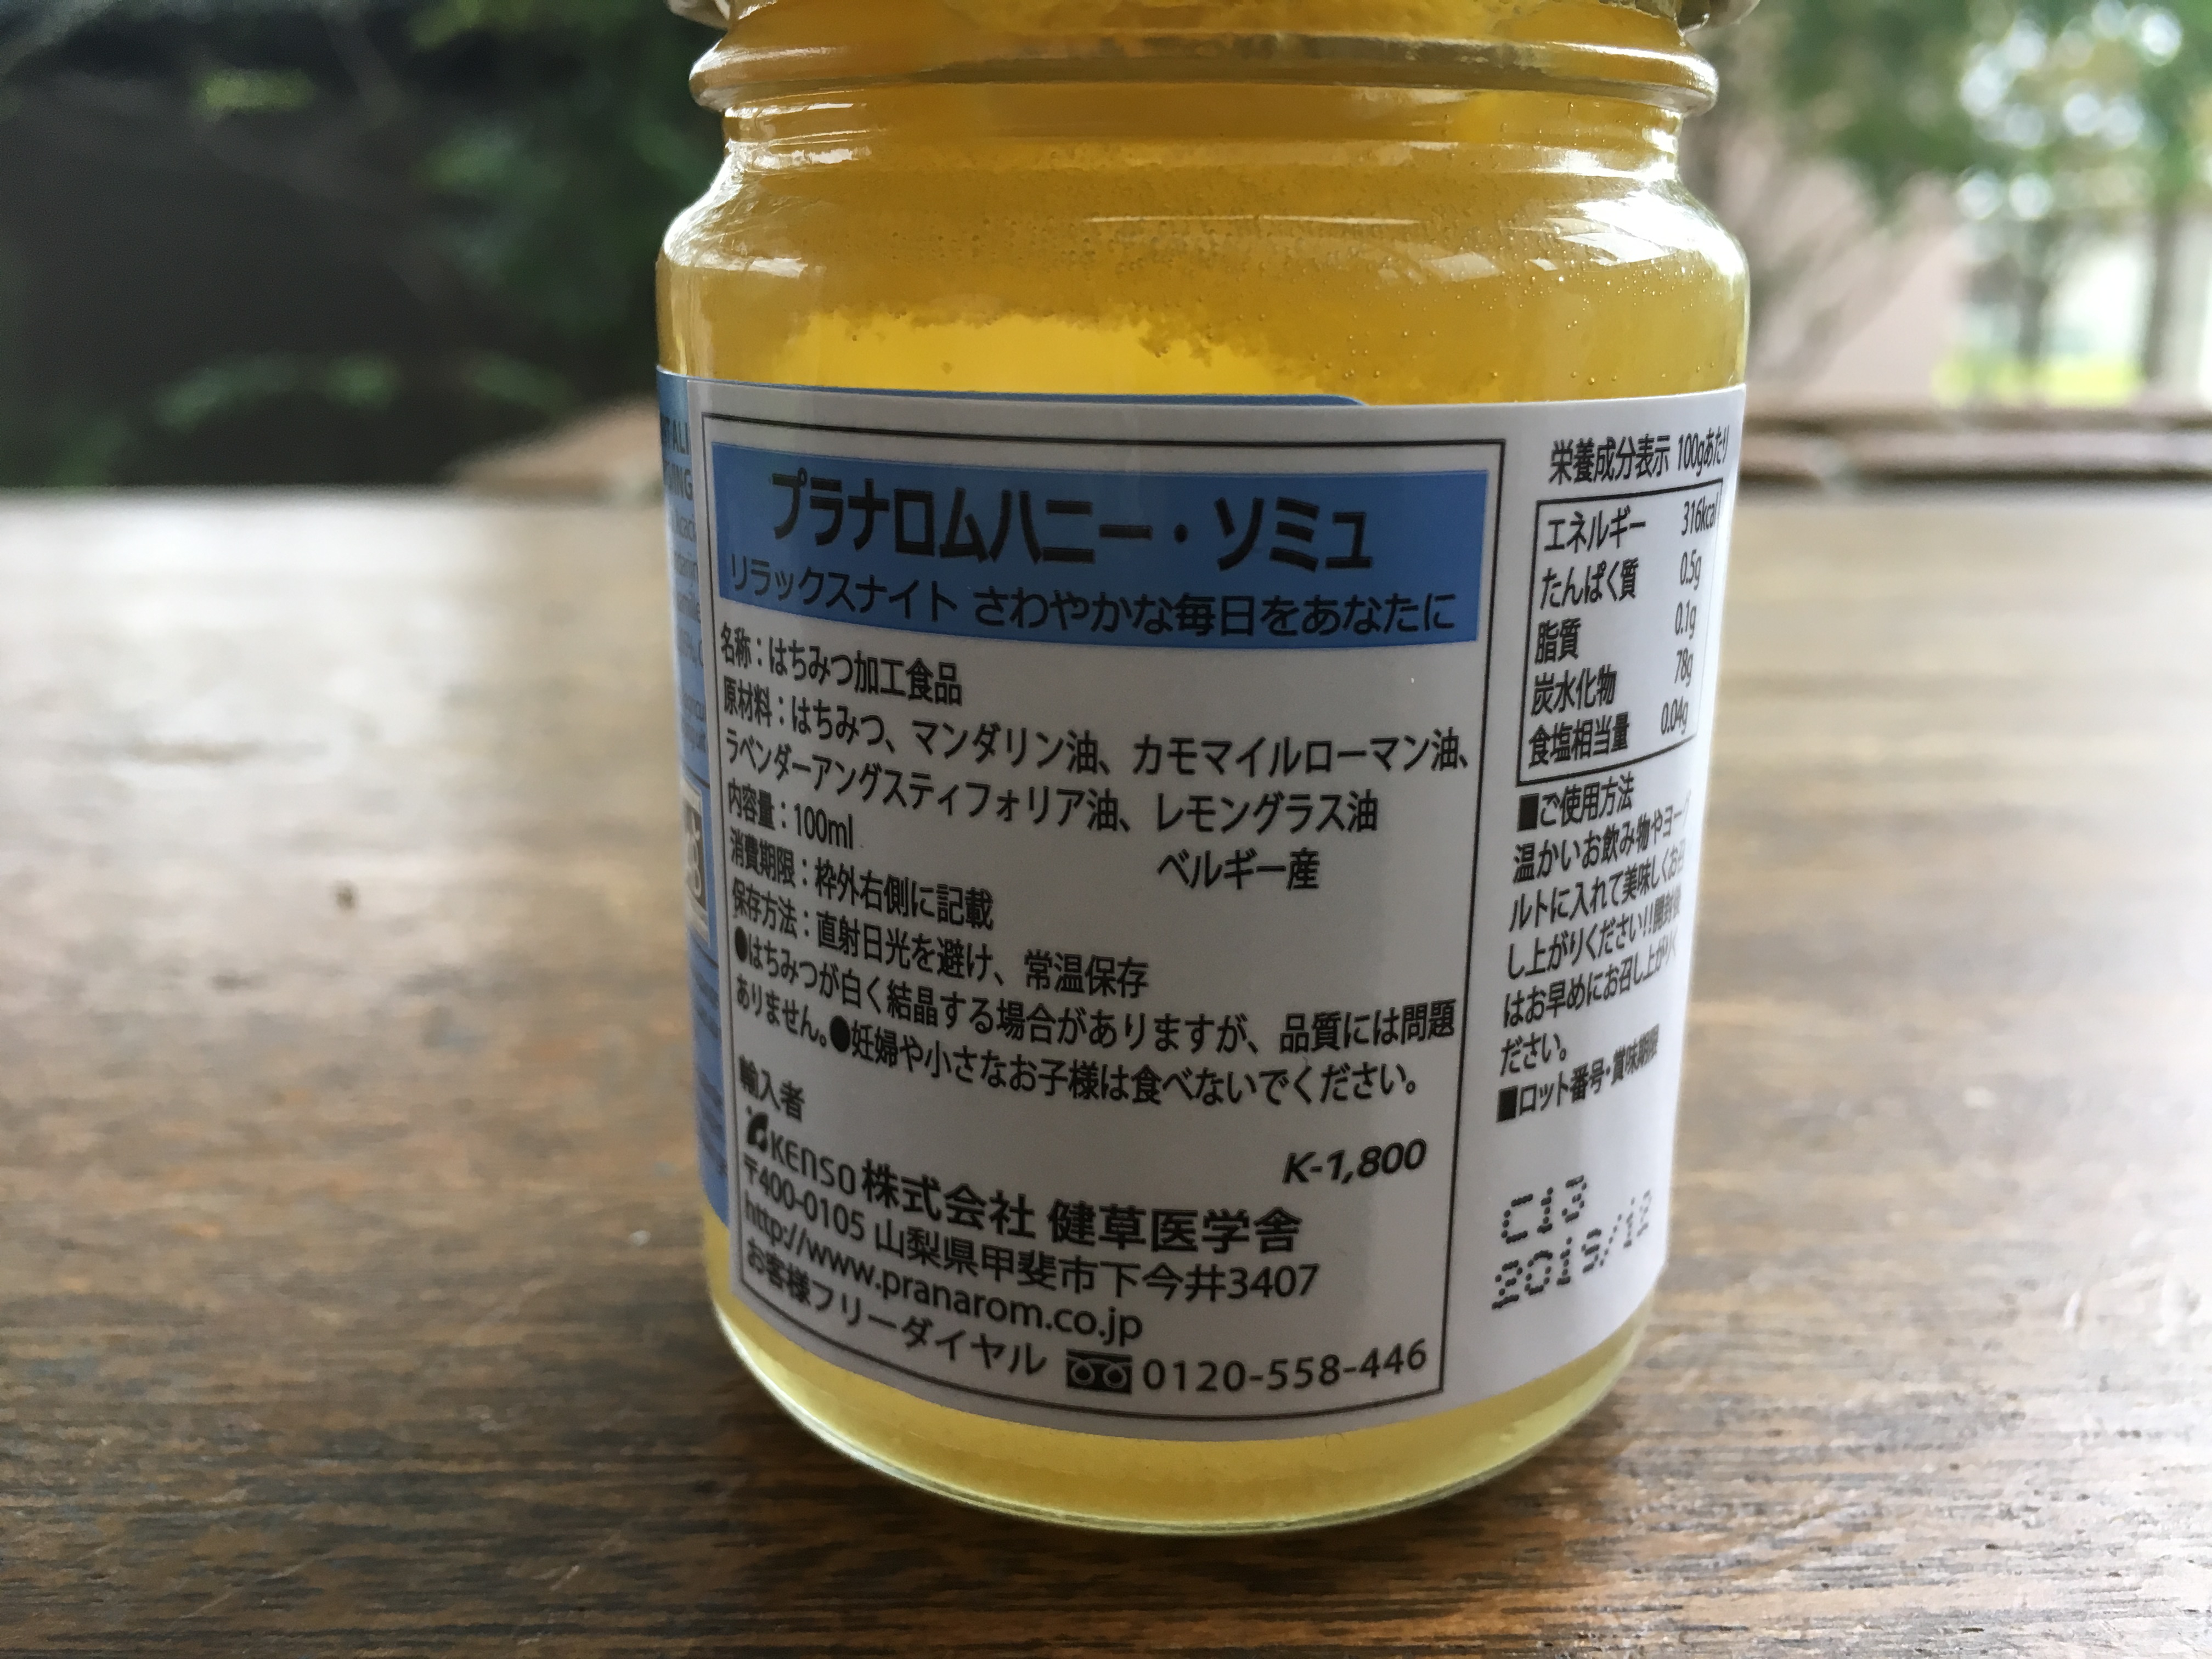 プラナロムハニー・ソミュ
リラックスナイト さわやかな毎日をあなたに
名称：はちみつ加工食品
原材料：はちみつ、マンダリン油、カモマイルローマン油、
ラベンダーアングスティフォリア油、レモングラス油
内容量：100ml
ベルギー産
消費期限：枠外右側に記載
保存方法：直射日光を避け、常温保存
●はちみつが白く結晶する場合がありますが、品質には問題
ありません。●妊婦や小さなお子様は食べないでください。
輸入者
K-1,800
KENSO 株式会社 健草医学舎
〒400-0105 山梨県甲斐市下今井3407
http://www.pranarom.co.jp
お客様フリーダイヤル 0120-558-446
栄養成分表示 100gあたり
エネルギー 316kcal
たんぱく質 0.5g
脂質 0.1g
炭水化物 78g
食塩相当量 0.04g
■ご使用方法
温かいお飲み物やヨーグ
ルトに入れて美味しくお召
し上がりください!!開封後
はお早めにお召し上がりく
ださい。
■ロット番号・賞味期限
C13
2019/12